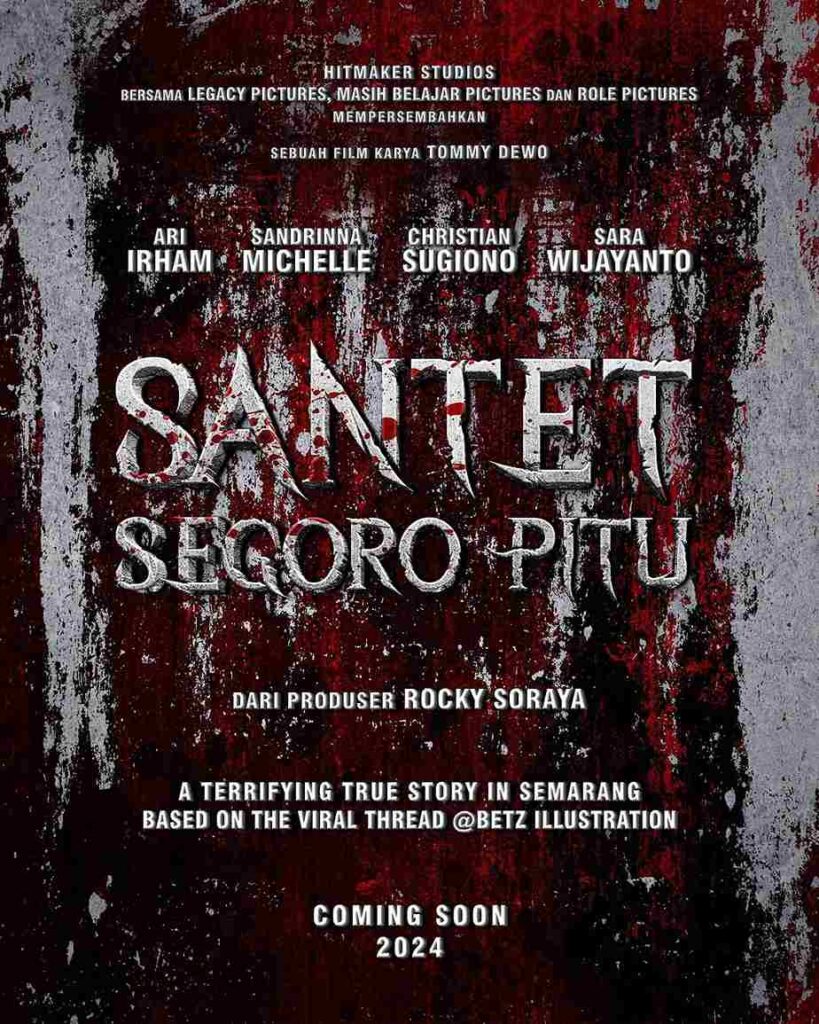 HITMAKER STUDIOS
BERSAMA LEGACY PICTURES, MASIH BELAJAR PICTURES DAN ROLE PICTURES
MEMPERSEMBAHKAN
SEBUAH FILM KARYA TOMMY DEWO
ARI IRHAM SANDRINNA MICHELLE CHRISTIAN SUGIONO SARA WIJAYANTO
SANTET
SEGORO PITU
DARI PRODUSER ROCKY SORAYA
A TERRIFYING TRUE STORY IN SEMARANG
BASED ON THE VIRAL THREAD @BETZ ILLUSTRATION
COMING SOON
2024